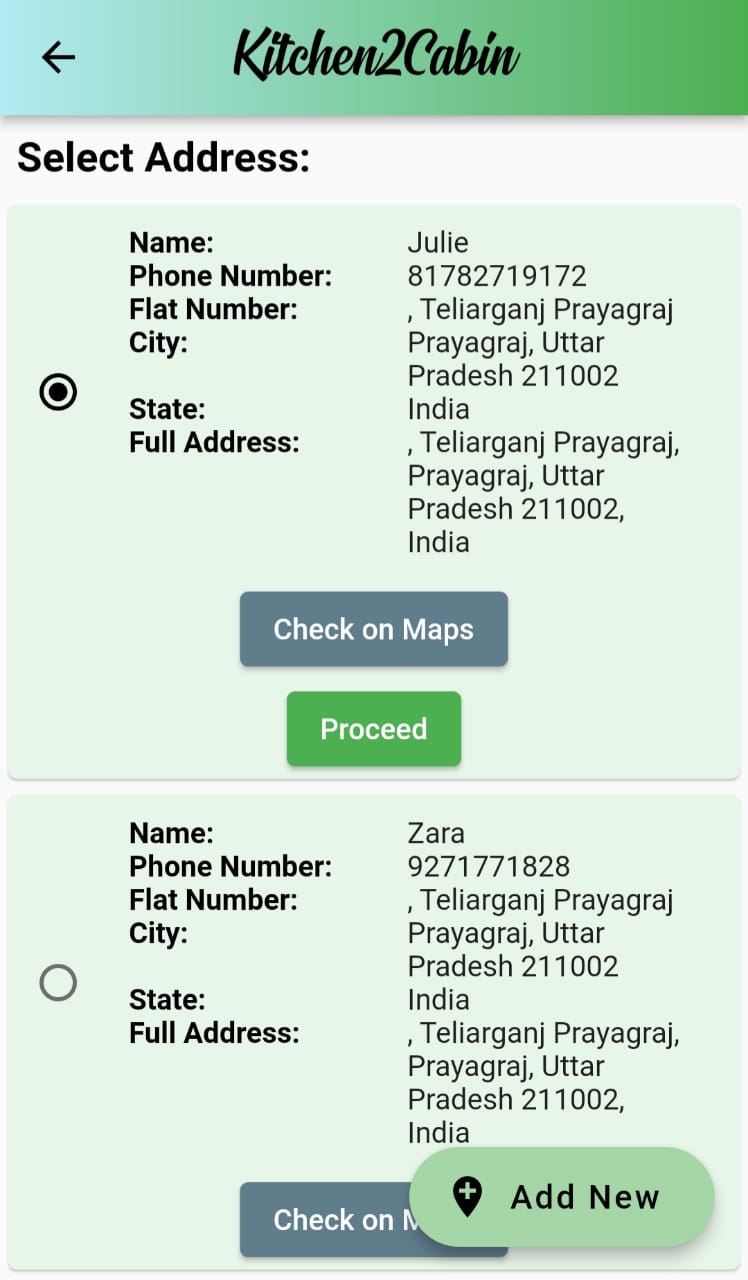 Kitchen2Cabin
Select Address:
Name: Julie
Phone Number: 81782719172
Flat Number: , Teliarganj Prayagraj
City: Prayagraj, Uttar
Pradesh 211002
State: India
Full Address: , Teliarganj Prayagraj,
Prayagraj, Uttar
Pradesh 211002,
India
Check on Maps
Proceed
Name: Zara
Phone Number: 9271771828
Flat Number: , Teliarganj Prayagraj
City: Prayagraj, Uttar
Pradesh 211002
State: India
Full Address: , Teliarganj Prayagraj,
Prayagraj, Uttar
Pradesh 211002,
India
Check on
Add New